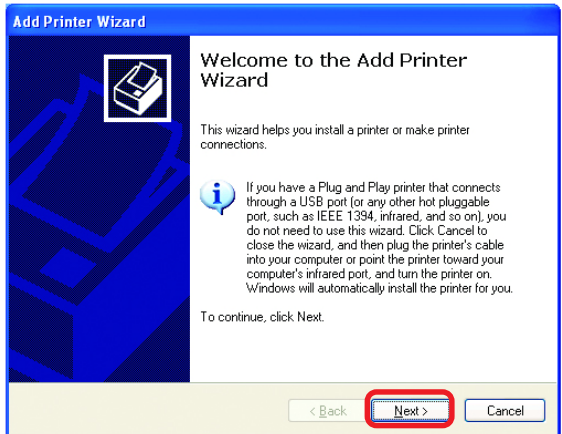 Add Printer Wizard
Welcome to the Add Printer
Wizard
This wizard helps you install a printer or make printer
connections.
If you have a Plug and Play printer that connects
through a USB port (or any other hot pluggable
port, such as IEEE 1394, infrared, and so on), you
do not need to use this wizard. Click Cancel to
close the wizard, and then plug the printer's cable
into your computer or point the printer toward your
computer's infrared port, and turn the printer on.
Windows will automatically install the printer for you.
To continue, click Next.
< Back Next > Cancel